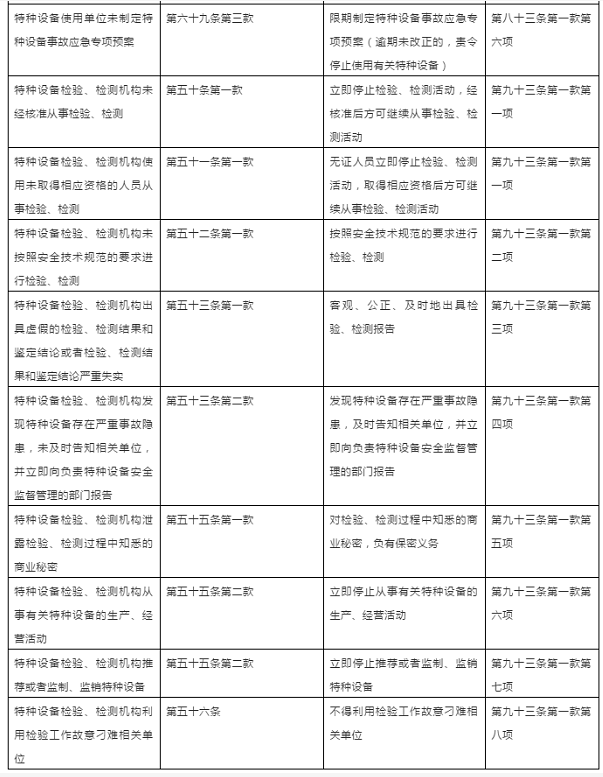 特种设备使用单位未制定特
种设备事故应急专项预案
第六十九条第三款
限期制定特种设备事故应急专
项预案（逾期未改正的，责令
停止使用有关特种设备）
第八十三条第一款第
六项
特种设备检验、检测机构未
经核准从事检验、检测
第五十条第一款
立即停止检验、检测活动，经
核准后方可继续从事检验、检
测活动
第九十三条第一款第
一项
特种设备检验、检测机构使
用未取得相应资格的人员从
事检验、检测
第五十一条第一款
无证人员立即停止检验、检测
活动，取得相应资格后方可继
续从事检验、检测活动
第九十三条第一款第
一项
特种设备检验、检测机构未
按照安全技术规范的要求进
行检验、检测
第五十二条第一款
按照安全技术规范的要求进行
检验、检测
第九十三条第一款第
二项
特种设备检验、检测机构出
具虚假的检验、检测结果和
鉴定结论或者检验、检测结
果和鉴定结论严重失实
第五十三条第一款
客观、公正、及时地出具检
验、检测报告
第九十三条第一款第
三项
特种设备检验、检测机构发
现特种设备存在严重事故隐
患，未及时告知相关单位，
并立即向负责特种设备安全
监督管理的部门报告
第五十三条第二款
发现特种设备存在严重事故隐
患，及时告知相关单位，并立
即向负责特种设备安全监督管
理的部门报告
第九十三条第一款第
四项
特种设备检验、检测机构泄
露检验、检测过程中知悉的
商业秘密
第五十五条第一款
对检验、检测过程中知悉的商
业秘密，负有保密义务
第九十三条第一款第
五项
特种设备检验、检测机构从
事有关特种设备的生产、经
营活动
第五十五条第二款
立即停止从事有关特种设备的
生产、经营活动
第九十三条第一款第
六项
特种设备检验、检测机构推
荐或者监制、监销特种设备
第五十五条第二款
立即停止推荐或者监制、监销
特种设备
第九十三条第一款第
七项
特种设备检验、检测机构利
用检验工作故意刁难相关单
位
第五十六条
不得利用检验工作故意刁难相
关单位
第九十三条第一款第
八项